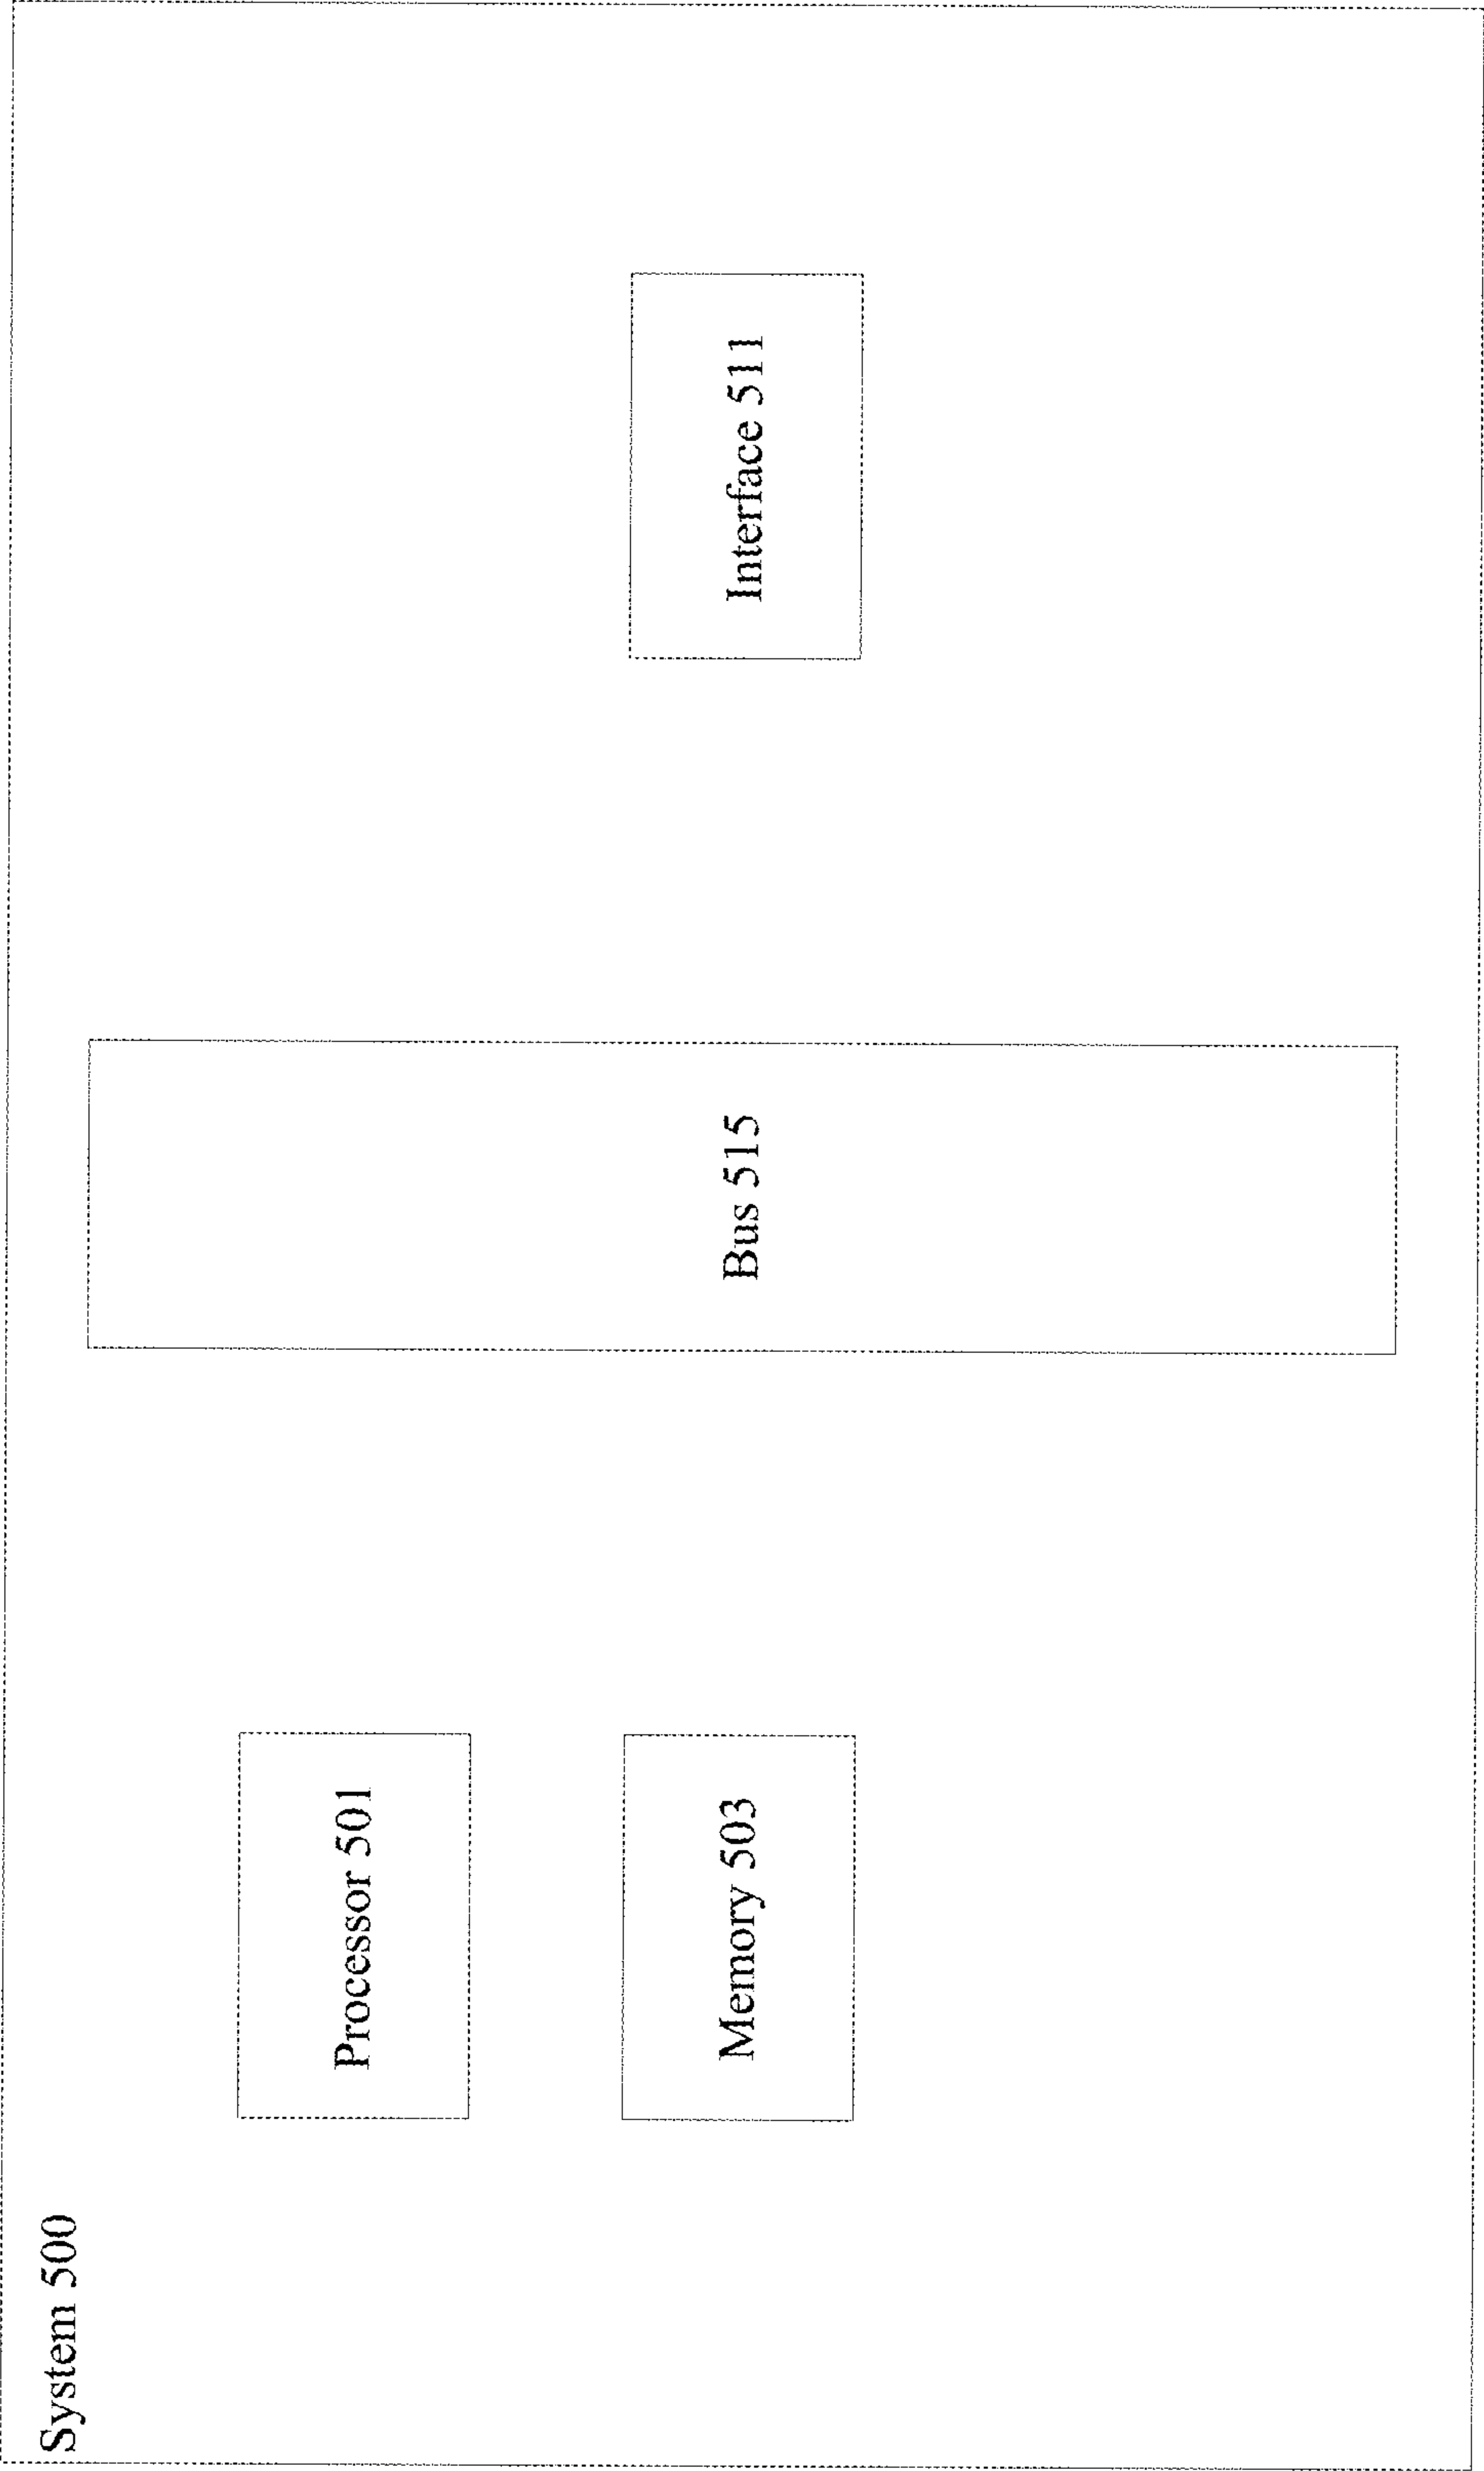 System 500
Processor 501
Memory 503
Bus 515
Interface 511